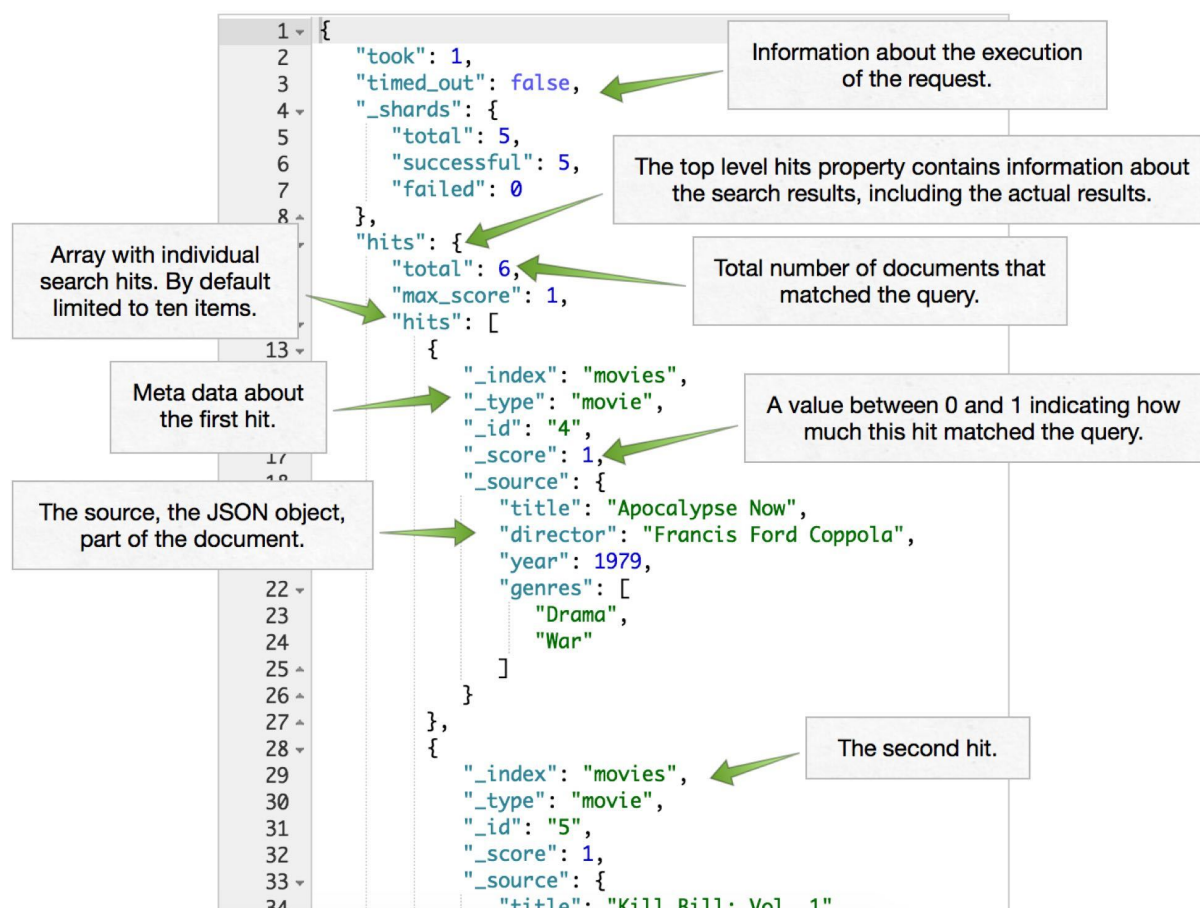 1 {
2 "took": 1,
Information about the execution
of the request.
3 "timed_out": false,
4 "_shards": {
5 "total": 5,
6 "successful": 5,
The top level hits property contains information about
the search results, including the actual results.
7 "failed": 0
8 },
"hits": {
Array with individual
search hits. By default
limited to ten items.
"total": 6,
Total number of documents that
matched the query.
"max_score": 1,
"hits": [
13 {
"_index": "movies",
Meta data about
the first hit.
"_type": "movie",
A value between 0 and 1 indicating how
much this hit matched the query.
"_id": "4",
17 "_score": 1,
"_source": {
The source, the JSON object,
part of the document.
"title": "Apocalypse Now",
"director": "Francis Ford Coppola",
"year": 1979,
22 "genres": [
23 "Drama",
24 "War"
25 ]
26 }
27 },
28 {
The second hit.
29 "_index": "movies",
30 "_type": "movie",
31 "_id": "5",
32 "_score": 1,
33 "_source": {
34 "title": "Kill Bill: Vol. 1"